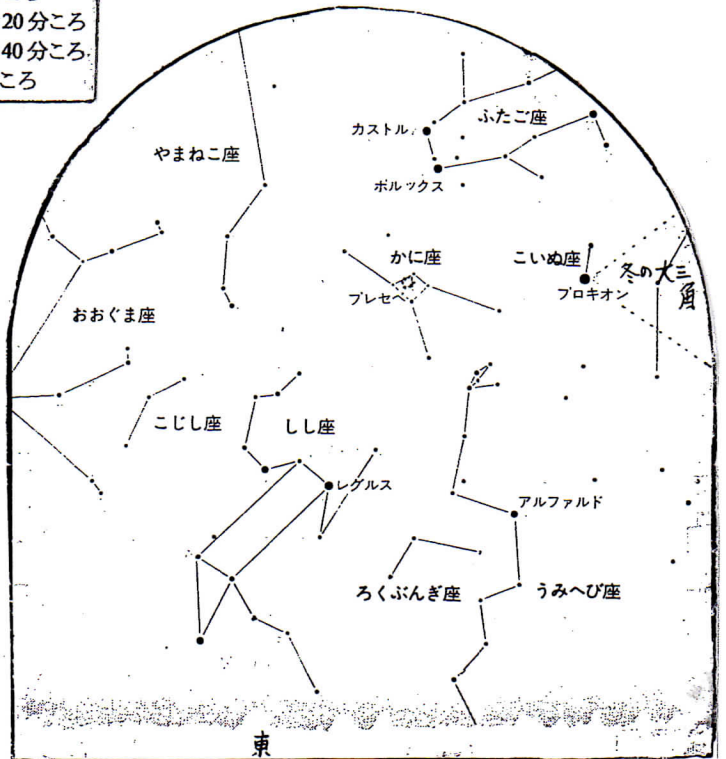 20分ころ
40分ころ
ころ
カストル
ふたご座
やまねこ座
ポルックス
かに座
こいぬ座
プレセペ
プロキオン
冬の大三角
おおぐま座
こじし座
しし座
レグルス
アルファルド
ろくぶんぎ座
うみへび座
東